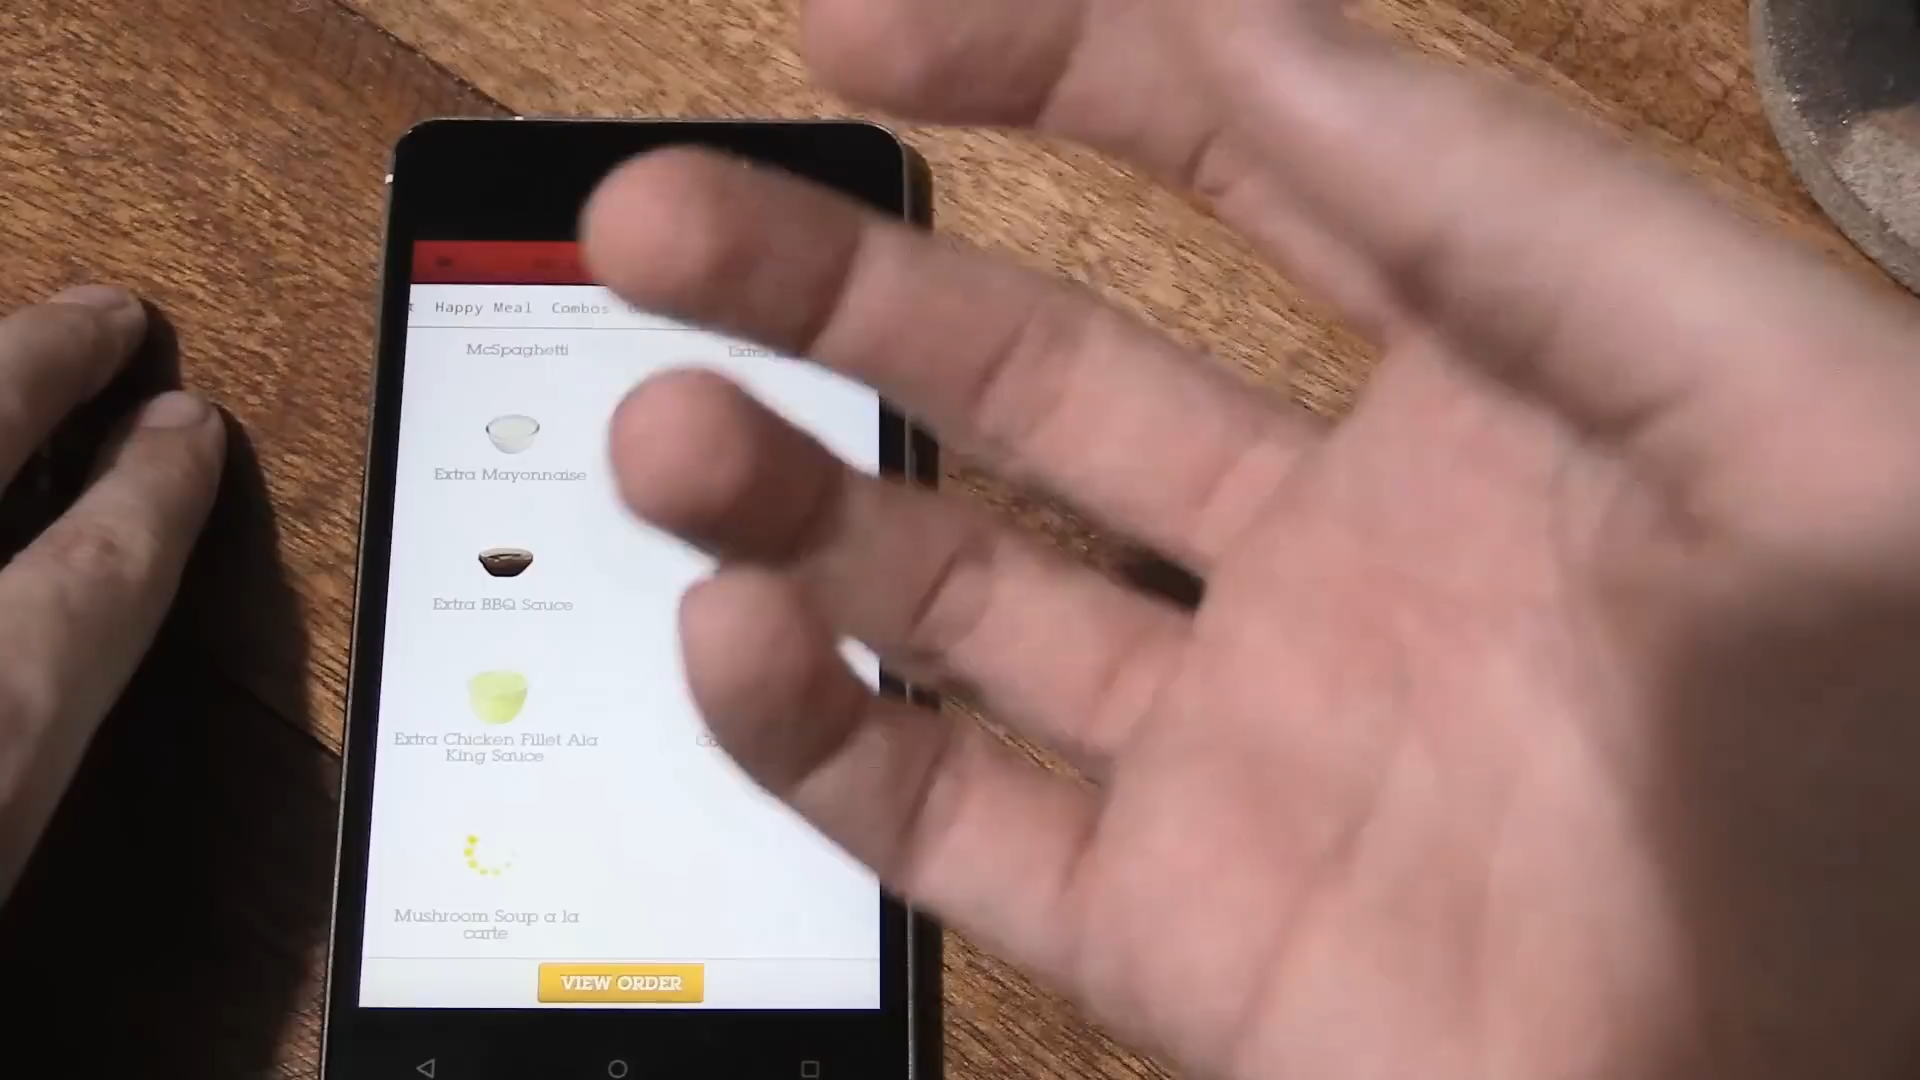 Happy Meal Combos
McSpaghetti
Extra
Extra Mayonnaise
Extra BBQ Sauce
Extra Chicken Fillet Ala
King Sauce
Mushroom Soup a la
carte
VIEW ORDER